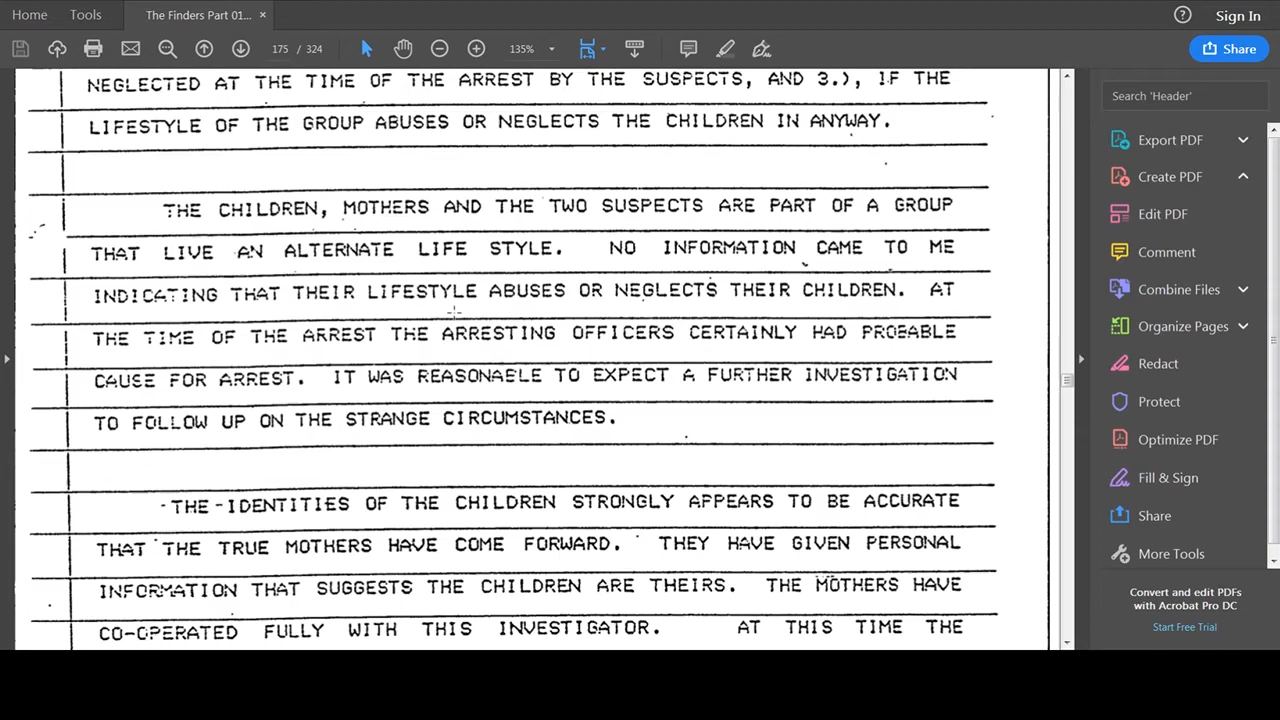 Home Tools The Finders Part 01... × Sign In
175 / 324 135% Share
NEGLECTED AT THE TIME OF THE ARREST BY THE SUSPECTS, AND 3.), IF THE
LIFESTYLE OF THE GROUP ABUSES OR NEGLECTS THE CHILDREN IN ANYWAY.
THE CHILDREN, MOTHERS AND THE TWO SUSPECTS ARE PART OF A GROUP
THAT LIVE AN ALTERNATE LIFE STYLE. NO INFORMATION CAME TO ME
INDICATING THAT THEIR LIFESTYLE ABUSES OR NEGLECTS THEIR CHILDREN. AT
THE TIME OF THE ARREST THE ARRESTING OFFICERS CERTAINLY HAD PROBABLE
CAUSE FOR ARREST. IT WAS REASONABLE TO EXPECT A FURTHER INVESTIGATION
TO FOLLOW UP ON THE STRANGE CIRCUMSTANCES.
THE IDENTITIES OF THE CHILDREN STRONGLY APPEARS TO BE ACCURATE
THAT THE TRUE MOTHERS HAVE COME FORWARD. THEY HAVE GIVEN PERSONAL
INFORMATION THAT SUGGESTS THE CHILDREN ARE THEIRS. THE MOTHERS HAVE
CO-OPERATED FULLY WITH THIS INVESTIGATOR. AT THIS TIME THE
Search 'Header'
Export PDF
Create PDF
Edit PDF
Comment
Combine Files
Organize Pages
Redact
Protect
Optimize PDF
Fill & Sign
Share
More Tools
Convert and edit PDFs
with Acrobat Pro DC
Start Free Trial